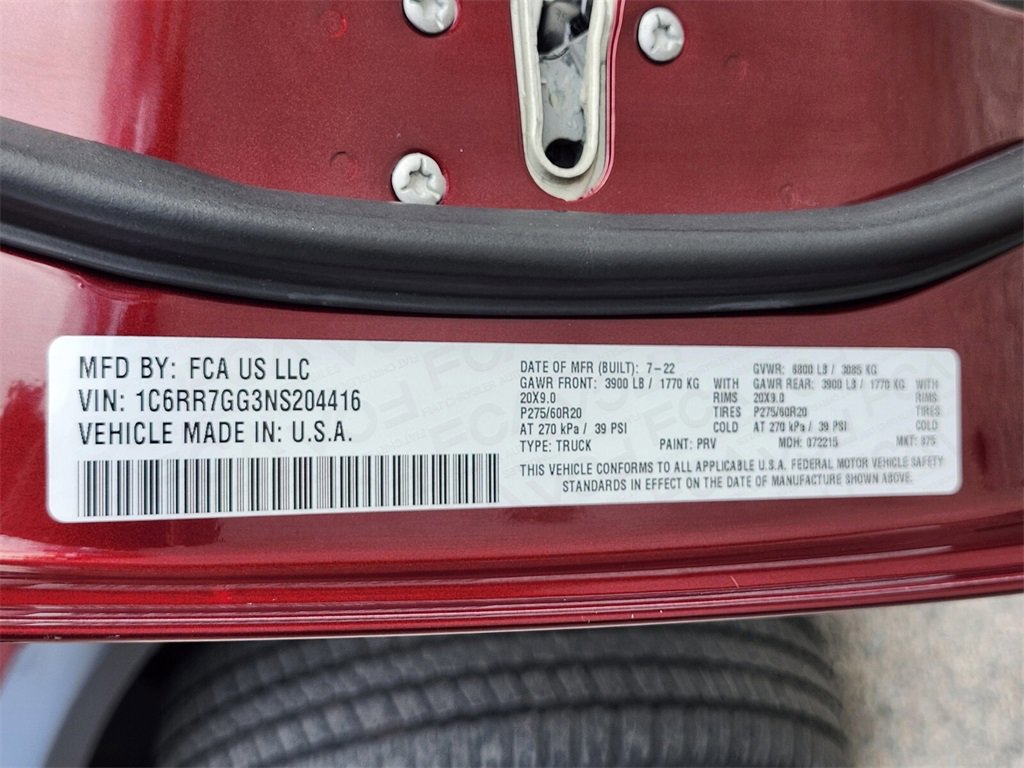 MFD BY: FCA US LLC
VIN: 1C6RR7GG3NS204416
VEHICLE MADE IN: U.S.A.
DATE OF MFR (BUILT): 7-22 GVWR: 6800 LB / 3085 KG
GAWR FRONT: 3900 LB / 1770 KG WITH GAWR REAR: 3900 LB / 1770 KG WITH
20X9.0 RIMS 20X9.0 RIMS
P275/60R20 TIRES P275/60R20 TIRES
AT 270 kPa / 39 PSI COLD AT 270 kPa / 39 PSI COLD
TYPE: TRUCK PAINT: PRV MDH: 072215 MKT: 875
THIS VEHICLE CONFORMS TO ALL APPLICABLE U.S.A. FEDERAL MOTOR VEHICLE SAFETY
STANDARDS IN EFFECT ON THE DATE OF MANUFACTURE SHOWN ABOVE.